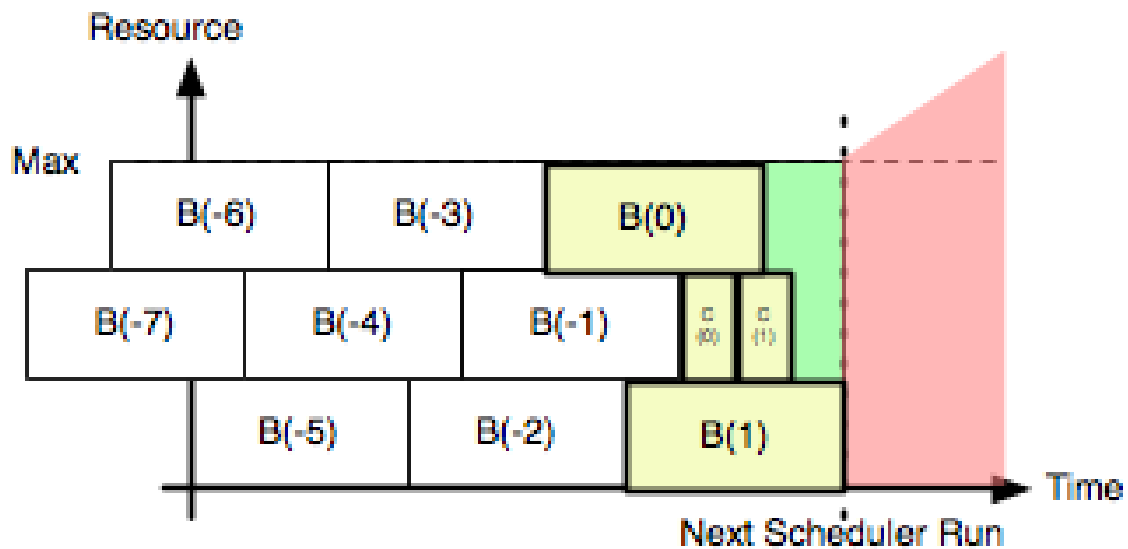 Resource
Max
B(-6)
B(-3)
B(0)
B(-7)
B(-4)
B(-1)
C
(0)
C
(1)
B(-5)
B(-2)
B(1)
Time
Next Scheduler Run